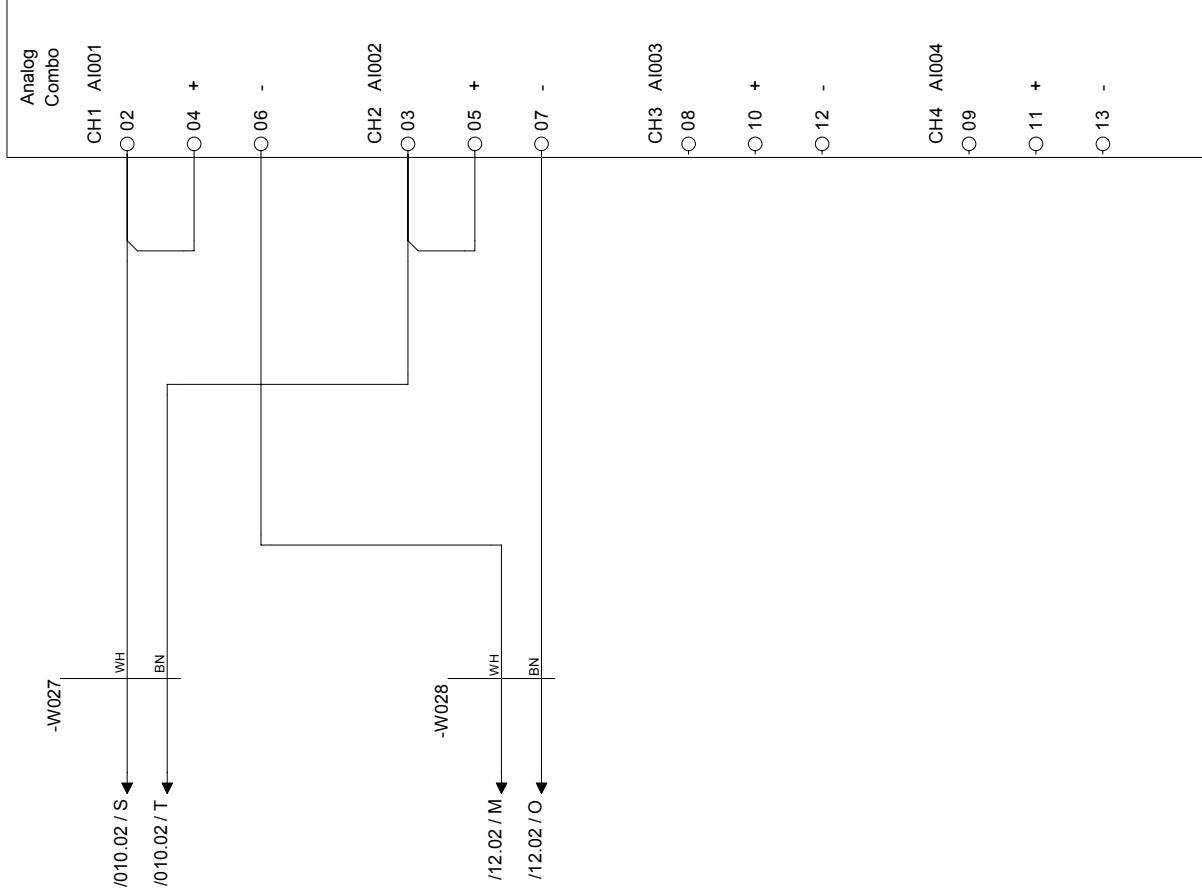 Analog
Combo
CH1 AI001
02
04 +
06 -
CH2 AI002
03
05 +
07 -
CH3 AI003
08
10 +
12 -
CH4 AI004
09
11 +
13 -
-W027
WH
BN
-W028
WH
BN
/010.02 / S
/010.02 / T
/12.02 / M
/12.02 / O